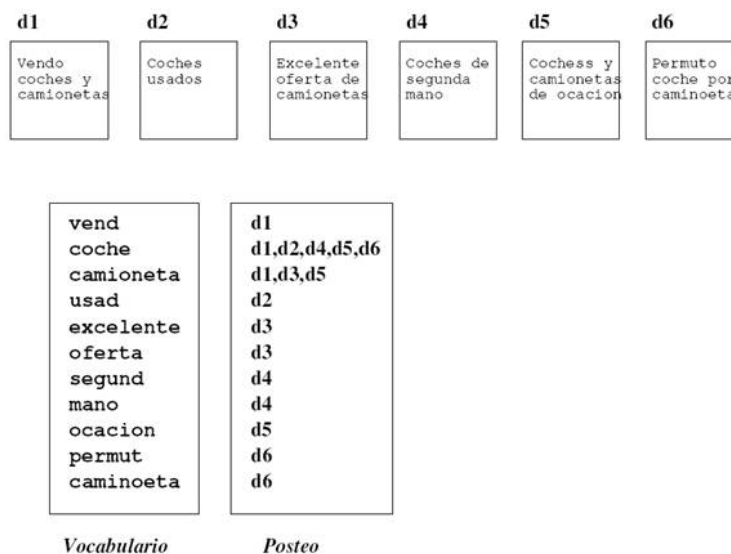 d1 d2 d3 d4 d5 d6
Vendo
coches y
camionetas
Coches
usados
Excelente
oferta de
camionetas
Coches de
segunda
mano
Cochess y
camionetas
de ocacion
Permuto
coche por
caminoeta
vend d1
coche d1,d2,d4,d5,d6
camioneta d1,d3,d5
usad d2
excelente d3
oferta d3
segund d4
mano d4
ocacion d5
permut d6
caminoeta d6
Vocabulario Posteo